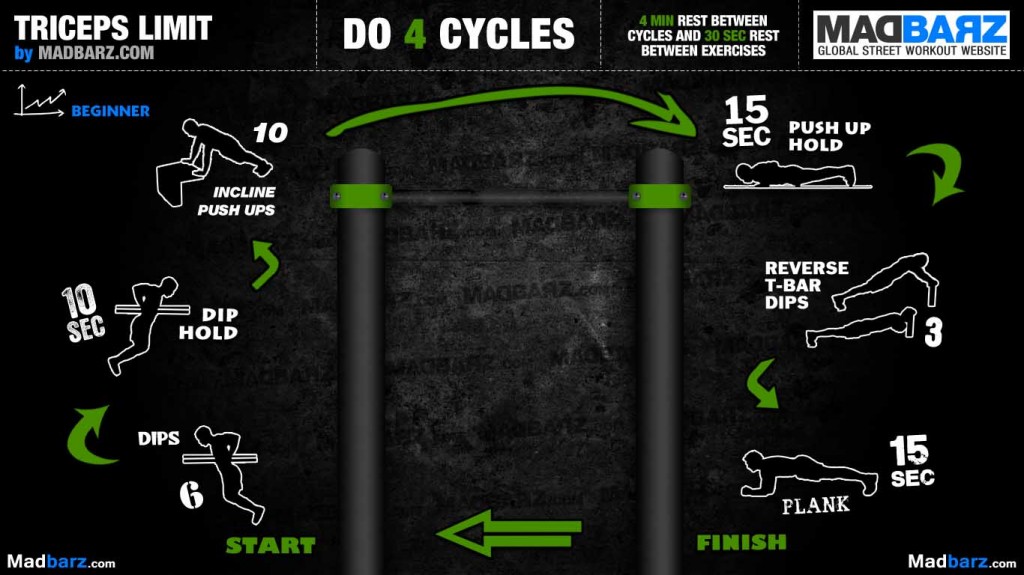 TRICEPS LIMIT
by MADBARZ.COM
DO 4 CYCLES
4 MIN REST BETWEEN
CYCLES AND 30 SEC REST
BETWEEN EXERCISES
MADBARZ
GLOBAL STREET WORKOUT WEBSITE
BEGINNER
10
INCLINE
PUSH UPS
15
SEC
PUSH UP
HOLD
10
SEC
DIP
HOLD
REVERSE
T-BAR
DIPS
3
DIPS
6
15
SEC
PLANK
START
FINISH
Madbarz.com
Madbarz.com
MADBARZ.com